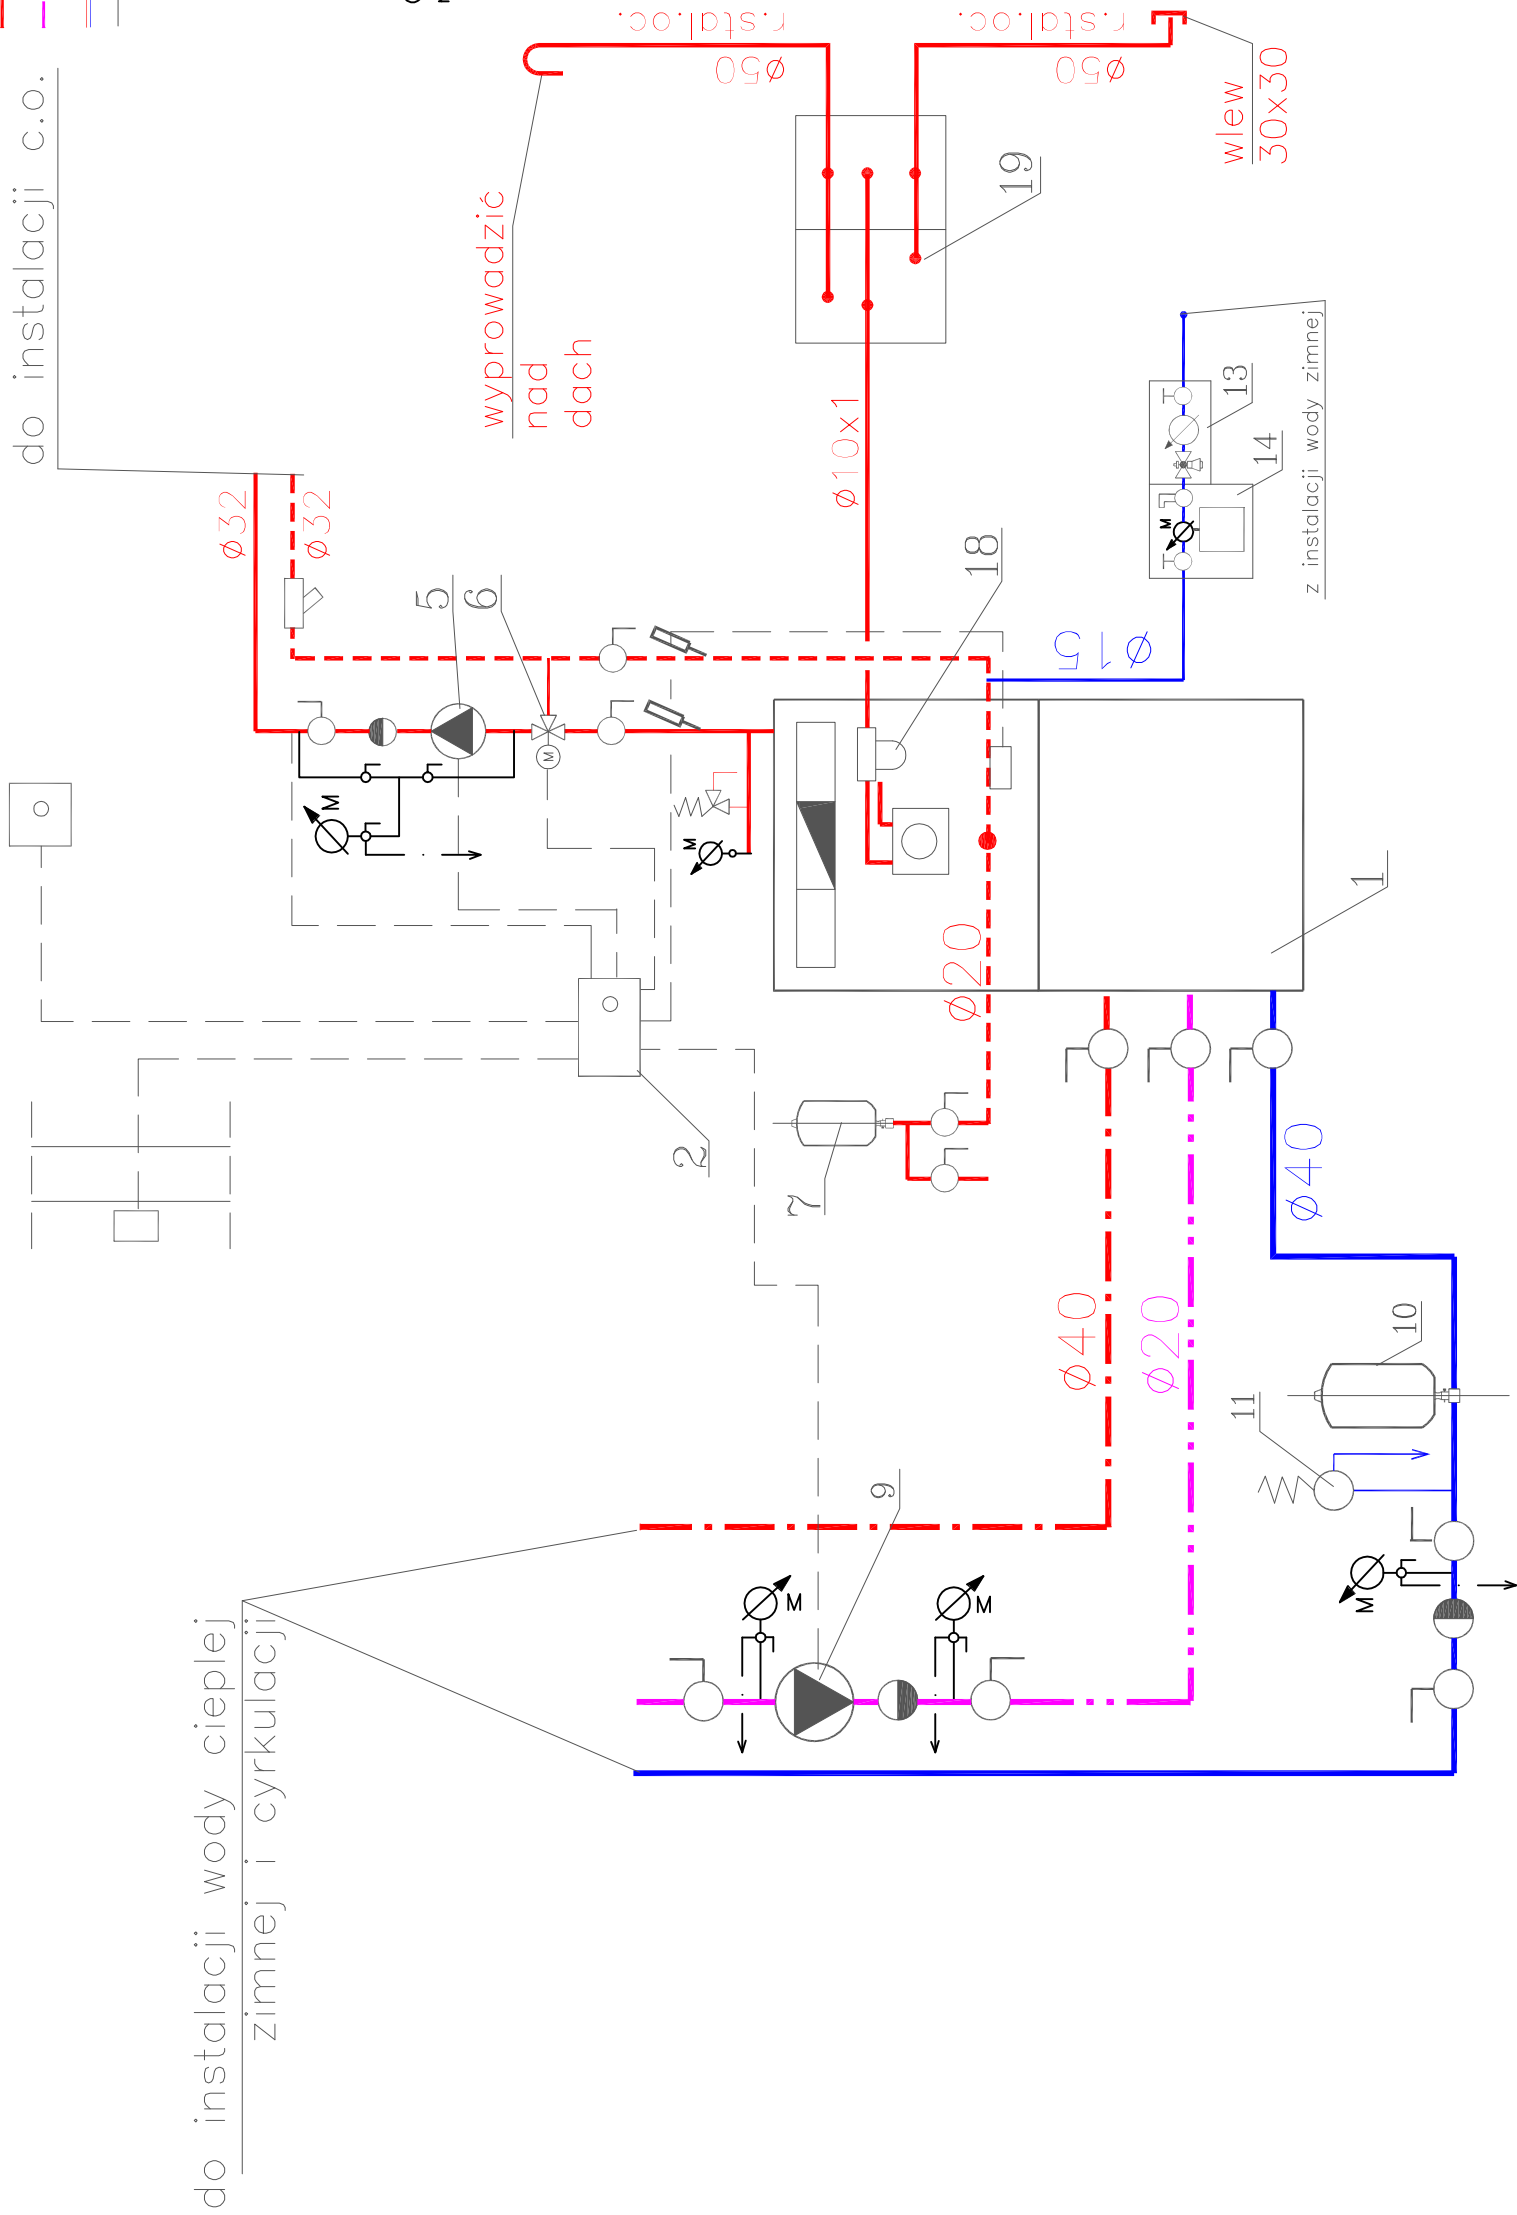 do instalacji c.o.
r.stal.oc.
ø50
r.stal.oc.
ø50
wlew
30x30
wyprowadzić
nad
dach
19
ø32
ø32
ø10x1
13
14
z instalacji wody zimnej
5
6
18
ø15
M
M
M
M
M
1
2
ø20
7
ø40
ø20
ø40
10
11
9
M
M
M
do instalacji wody ciepłej
zimnej i cyrkulacji